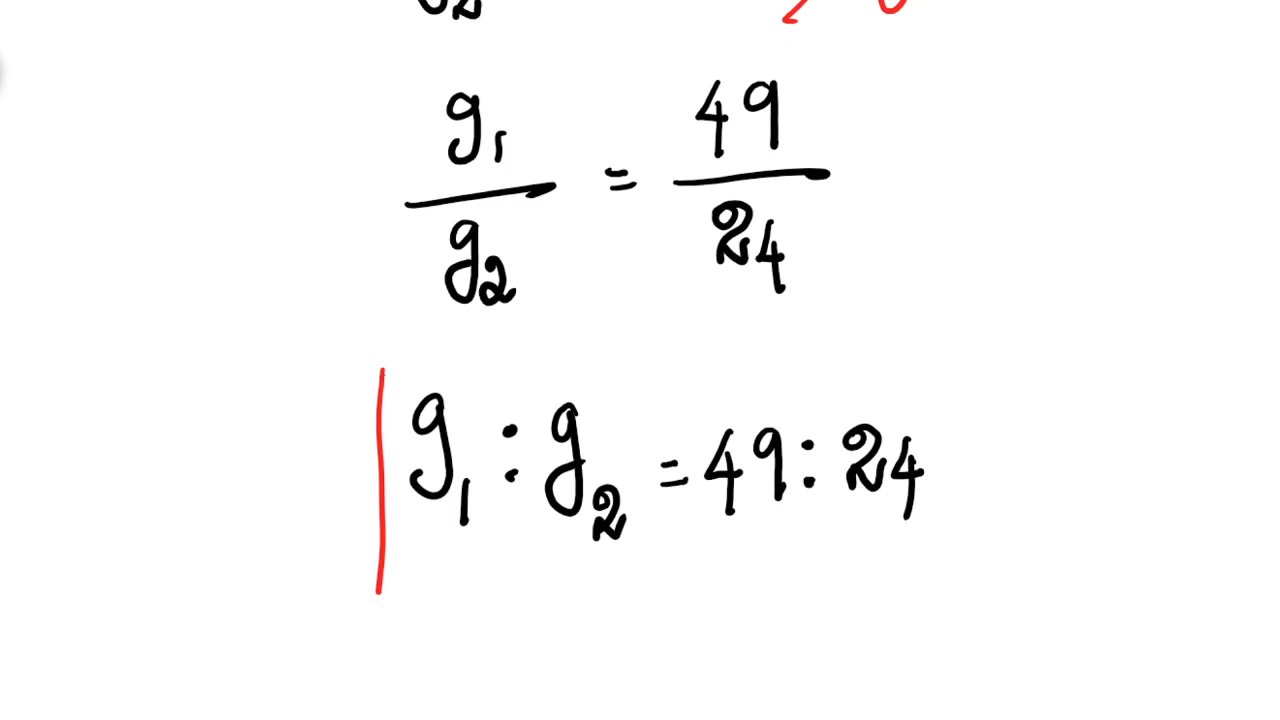 g₁/g₂ = 49/24
g₁ : g₂ = 49 : 24